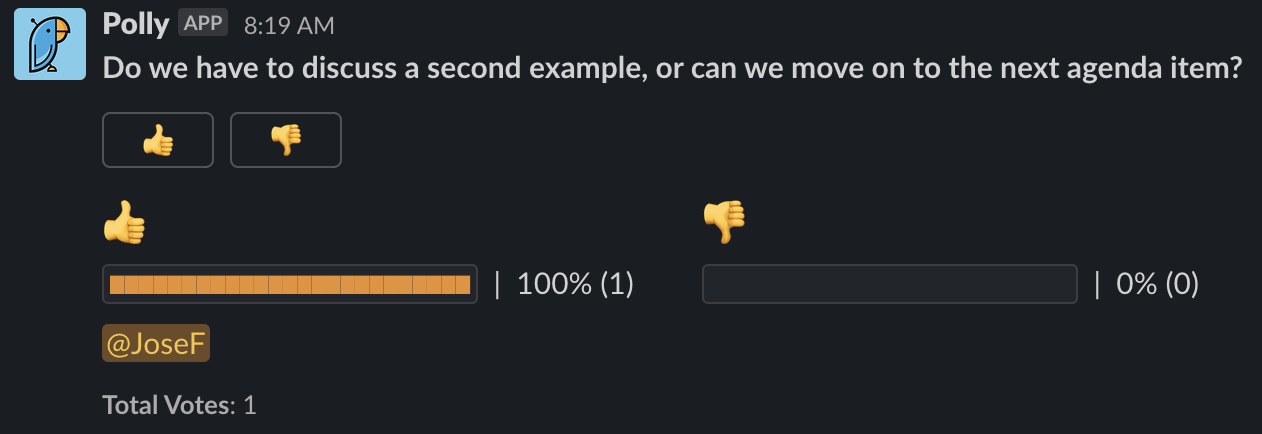 Polly APP 8:19 AM
Do we have to discuss a second example, or can we move on to the next agenda item?
| 100% (1) | 0% (0)
@JoseF
Total Votes: 1